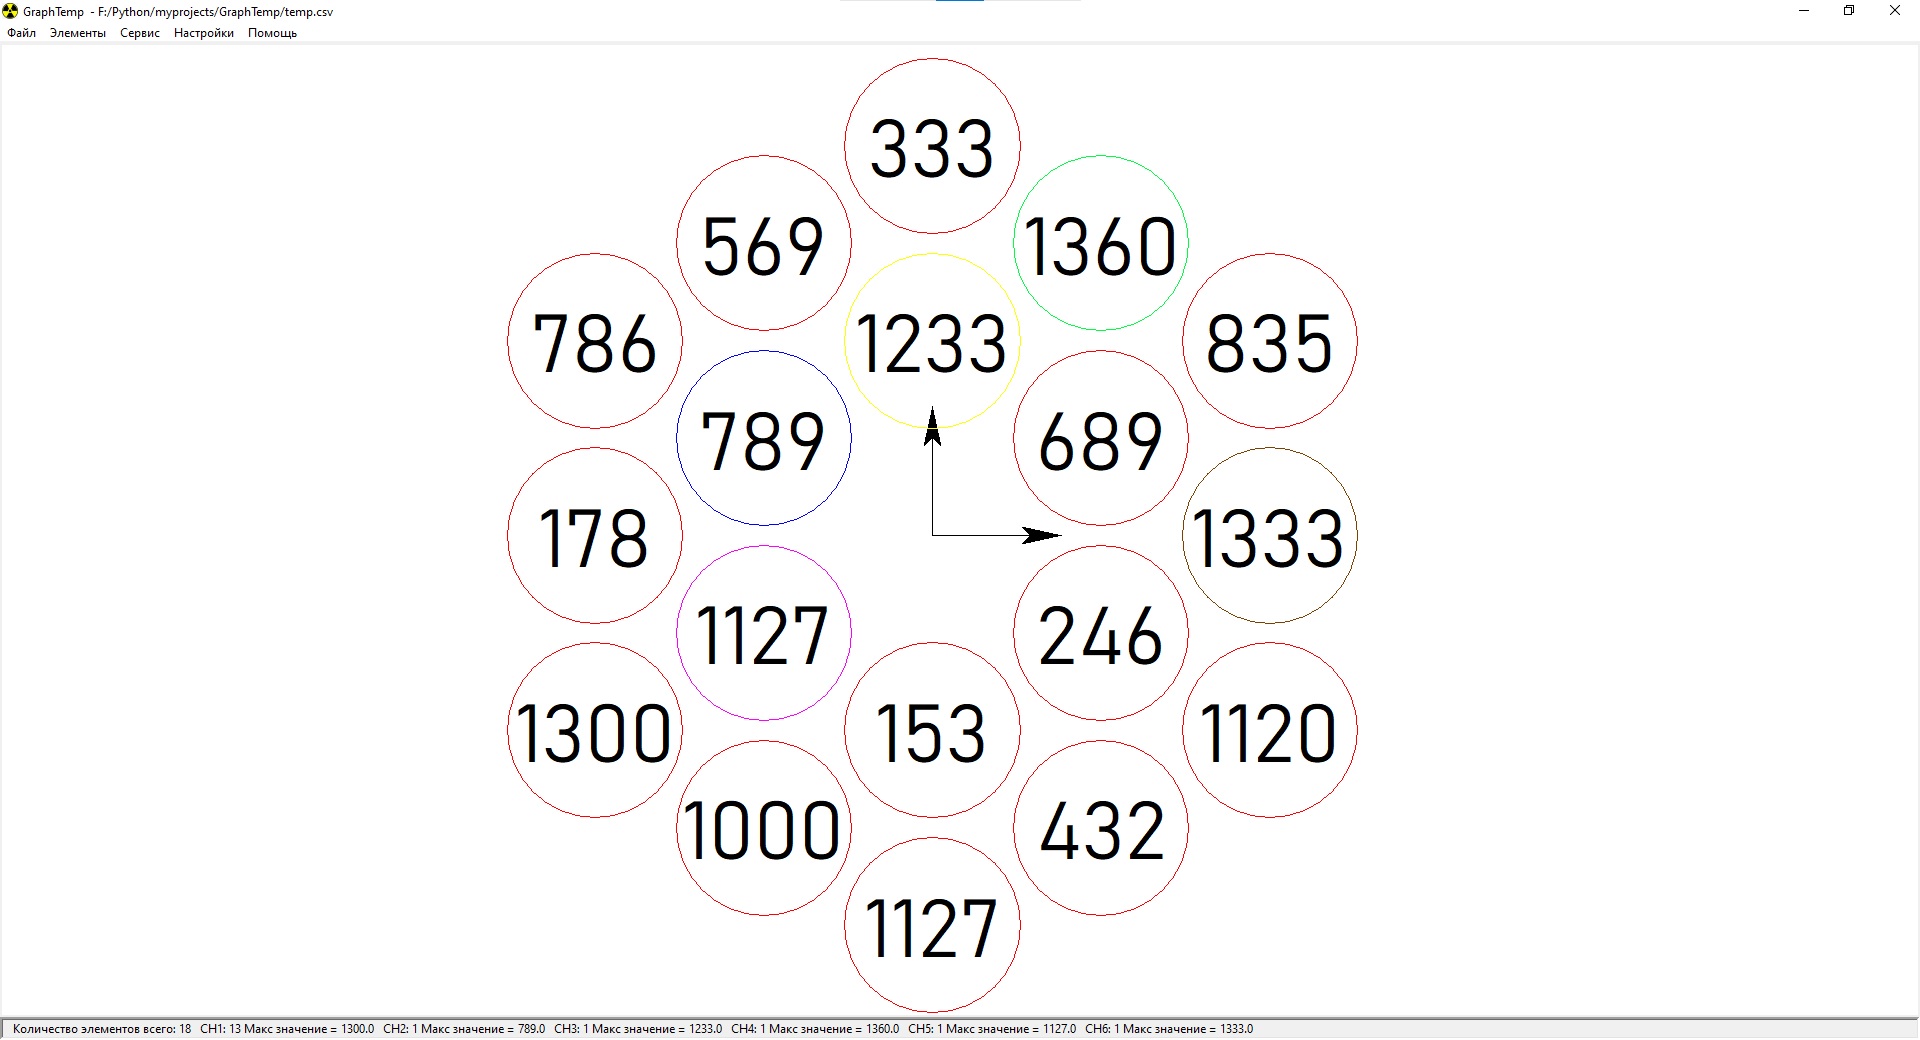 GraphTemp - F:/Python/myprojects/GraphTemp/temp.csv
Файл Элементы Сервис Настройки Помощь
333
569 1360
786 1233 835
789 689
178 1333
1127 246
1300 153 1120
1000 432
1127
Количество элементов всего: 18 CH1: 13 Макс значение = 1300.0 CH2: 1 Макс значение = 789.0 CH3: 1 Макс значение = 1233.0 CH4: 1 Макс значение = 1360.0 CH5: 1 Макс значение = 1127.0 CH6: 1 Макс значение = 1333.0